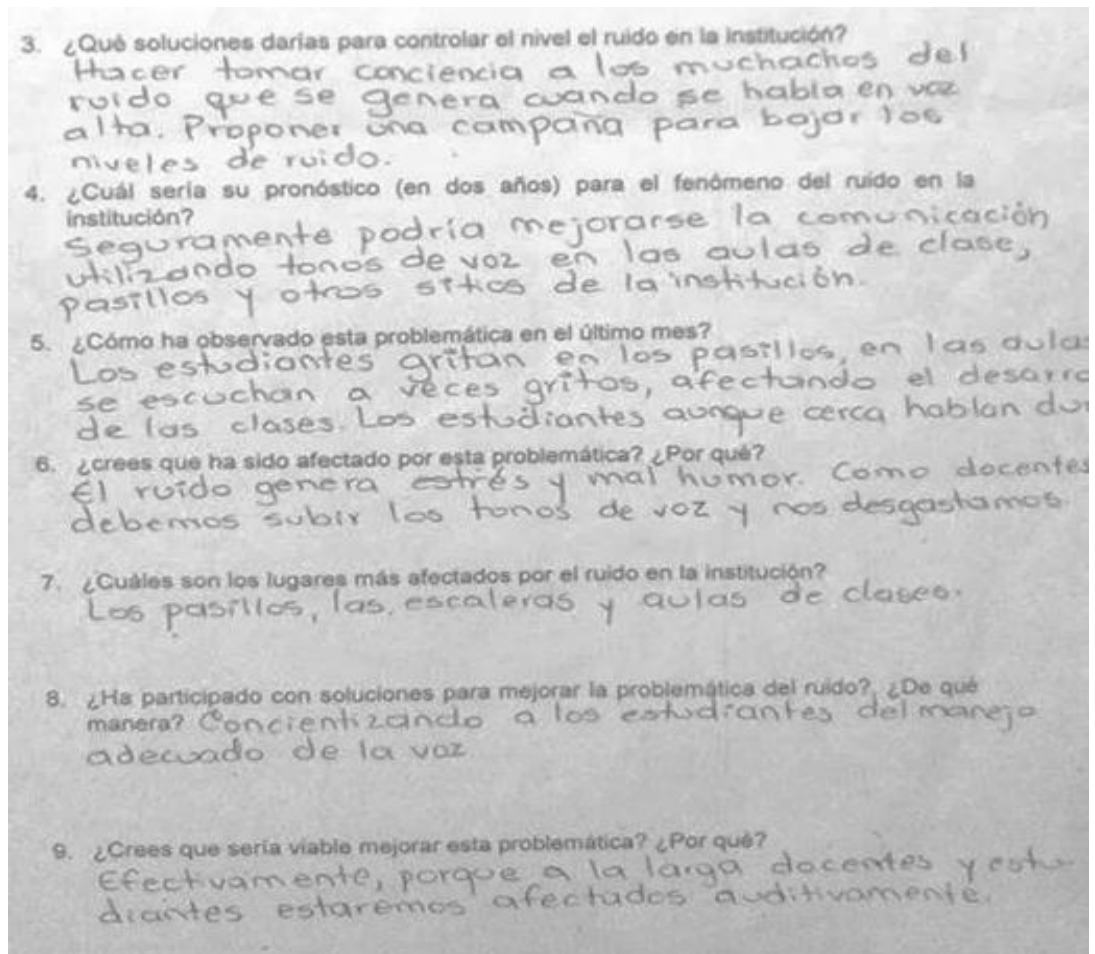 3. ¿Qué soluciones darías para controlar el nivel el ruido en la institución?
Hacer tomar conciencia a los muchachos del
ruido que se genera cuando se habla en voz
alta. Proponer una campaña para bajar los
niveles de ruido.
4. ¿Cuál sería su pronóstico (en dos años) para el fenómeno del ruido en la
institución?
Seguramente podría mejorarse la comunicación
utilizando tonos de voz en las aulas de clase,
pasillos y otros sitios de la institución.
5. ¿Cómo ha observado esta problemática en el último mes?
Los estudiantes gritan en los pasillos, en las aulas
se escuchan a veces gritos, afectando el desarro
de las clases. Los estudiantes aunque cerca hablan dur
6. ¿crees que ha sido afectado por esta problemática? ¿Por qué?
El ruido genera estrés y mal humor. Como docentes
debemos subir los tonos de voz y nos desgastamos.
7. ¿Cuáles son los lugares más afectados por el ruido en la institución?
Los pasillos, las escaleras y aulas de clases.
8. ¿Ha participado con soluciones para mejorar la problemática del ruido?, ¿De qué
manera? Concientizando a los estudiantes del manejo
adecuado de la voz
9. ¿Crees que sería viable mejorar esta problemática? ¿Por qué?
Efectivamente, porque a la larga docentes y estu
diantes estaremos afectados auditivamente.